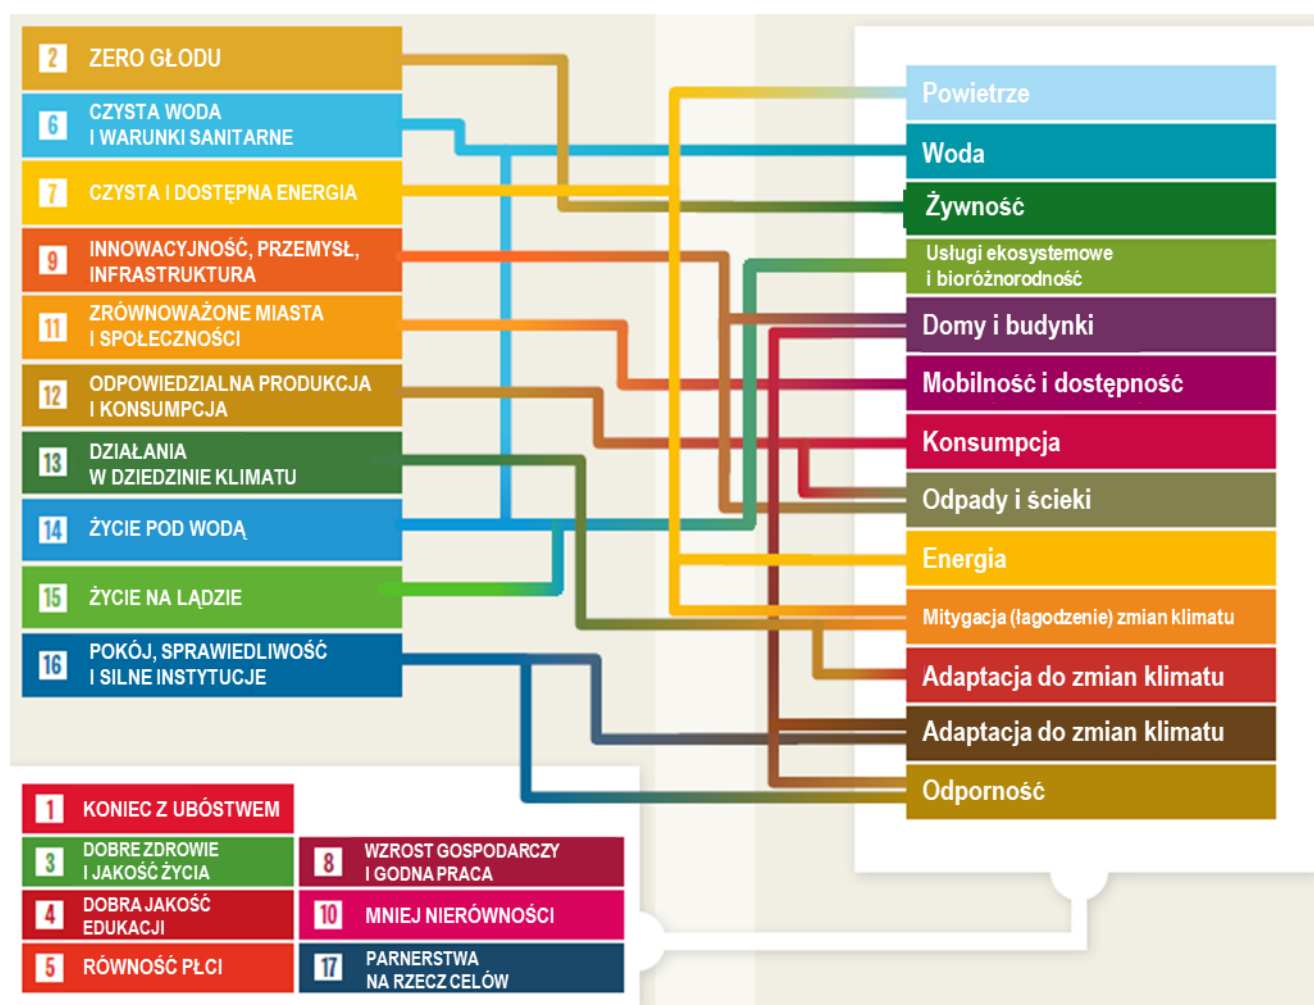 2 ZERO GŁODU
6 CZYSTA WODA
I WARUNKI SANITARNE
7 CZYSTA I DOSTĘPNA ENERGIA
9 INNOWACYJNOŚĆ, PRZEMYSŁ,
INFRASTRUKTURA
11 ZRÓWNOWAŻONE MIASTA
I SPOŁECZNOŚCI
12 ODPOWIEDZIALNA PRODUKCJA
I KONSUMPCJA
13 DZIAŁANIA
W DZIEDZINIE KLIMATU
14 ŻYCIE POD WODĄ
15 ŻYCIE NA LĄDZIE
16 POKÓJ, SPRAWIEDLIWOŚĆ
I SILNE INSTYTUCJE
Powietrze
Woda
Żywność
Usługi ekosystemowe
i bioróżnorodność
Domy i budynki
Mobilność i dostępność
Konsumpcja
Odpady i ścieki
Energia
Mitygacja (łagodzenie) zmian klimatu
Adaptacja do zmian klimatu
Adaptacja do zmian klimatu
Odporność
1 KONIEC Z UBÓSTWEM
3 DOBRE ZDROWIE
I JAKOŚĆ ŻYCIA
4 DOBRA JAKOŚĆ
EDUKACJI
5 RÓWNOŚĆ PŁCI
8 WZROST GOSPODARCZY
I GODNA PRACA
10 MNIEJ NIERÓWNOŚCI
17 PARNERSTWA
NA RZECZ CELÓW